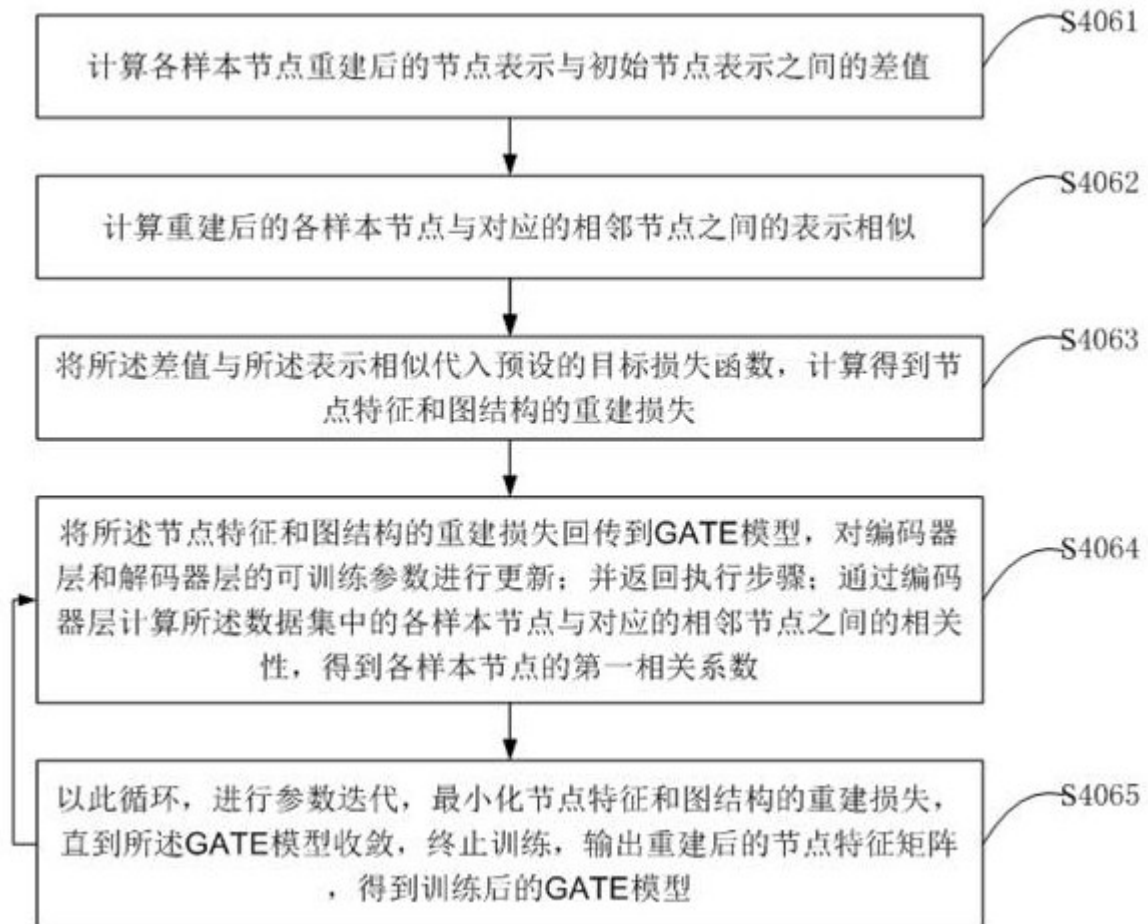 S4061
计算各样本节点重建后的节点表示与初始节点表示之间的差值
S4062
计算重建后的各样本节点与对应的相邻节点之间的表示相似
S4063
将所述差值与所述表示相似代入预设的目标损失函数，计算得到节
点特征和图结构的重建损失
将所述节点特征和图结构的重建损失回传到GATE模型，对编码器
S4064
层和解码器层的可训练参数进行更新；并返回执行步骤：通过编码
器层计算所述数据集中的各样本节点与对应的相邻节点之间的相关
性，得到各样本节点的第一相关系数
以此循环，进行参数迭代，最小化节点特征和图结构的重建损失，
S4065
直到所述GATE模型收敛，终止训练，输出重建后的节点特征矩阵
，得到训练后的GATE模型